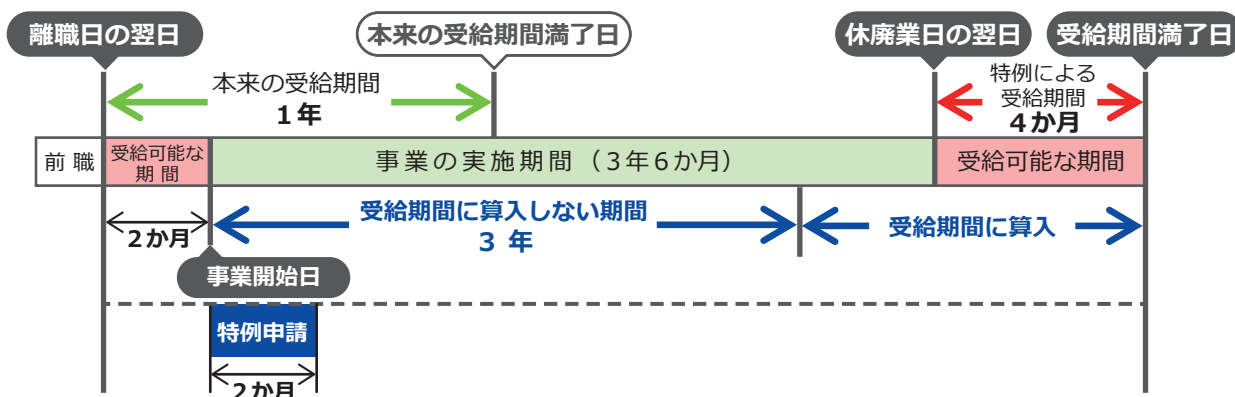 離職日の翌日
本来の受給期間満了日
休廃業日の翌日
受給期間満了日
本来の受給期間
1年
特例による
受給期間
4か月
前職
受給可能な
期間
事業の実施期間（3年6か月）
受給可能な期間
2か月
受給期間に算入しない期間
3 年
受給期間に算入
事業開始日
特例申請
2か月